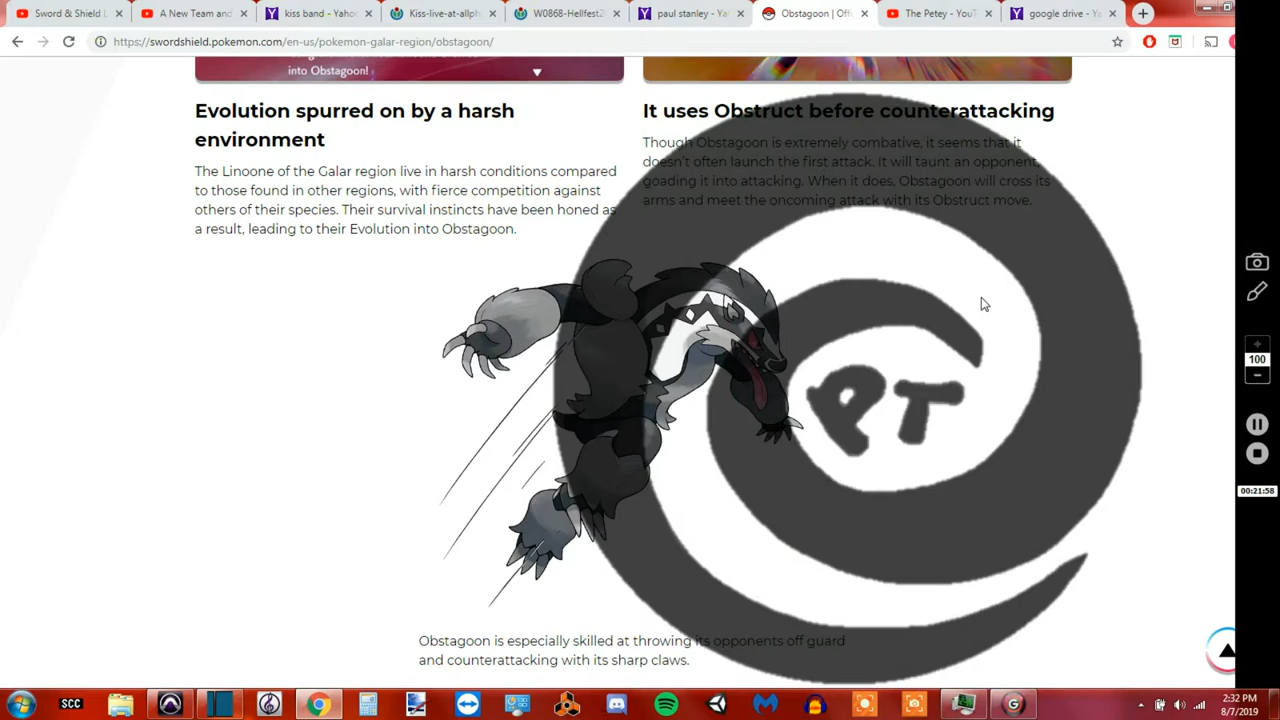 Sword & Shield
A New Team and
kiss band - Yahoo
Kiss-live-at-allph
W0868-Hellfest2
paul stanley - Ya
Obstagoon | Offi
The Petey - YouT
google drive - Ya
https://swordshield.pokemon.com/en-us/pokemon-galar-region/obstagoon/
into Obstagoon!
Evolution spurred on by a harsh
environment
The Linoone of the Galar region live in harsh conditions compared
to those found in other regions, with fierce competition against
others of their species. Their survival instincts have been honed as
a result, leading to their Evolution into Obstagoon.
It uses Obstruct before counterattacking
Though Obstagoon is extremely combative, it seems that it
doesn't often launch the first attack. It will taunt an opponent,
goading it into attacking. When it does, Obstagoon will cross its
arms and meet the oncoming attack with its Obstruct move.
PT
100
00:21:58
Obstagoon is especially skilled at throwing its opponents off guard
and counterattacking with its sharp claws.
SCC
2:32 PM
8/7/2019